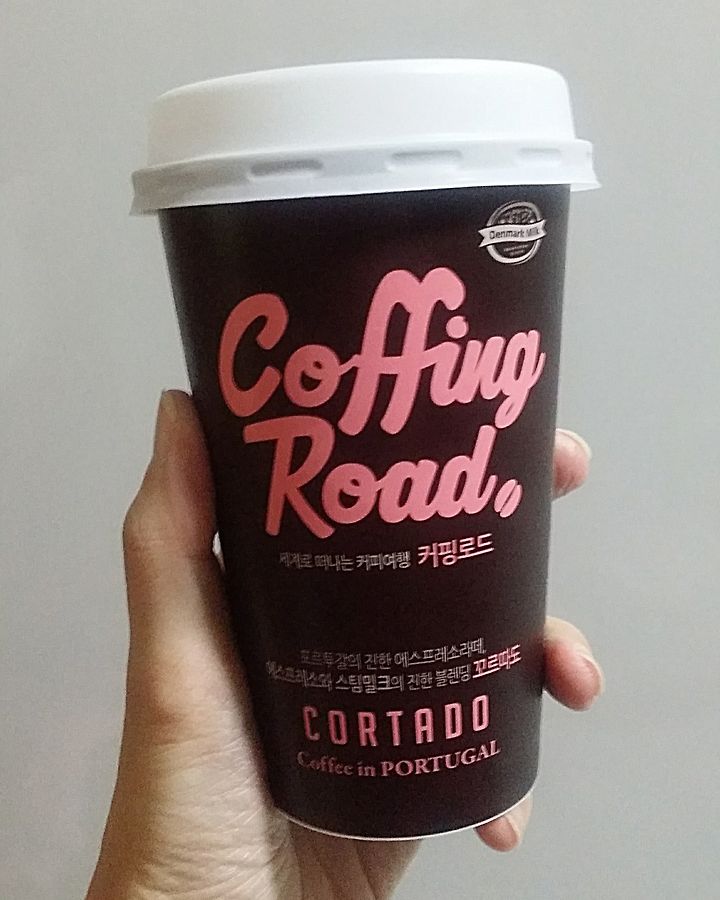 Denmark Milk
Coffing
Road
세계로 떠나는 커피여행 커핑로드
포르투갈의 진한 에스프레소라떼,
에스프레소와 스팀밀크의 진한 블렌딩 꼬르따도
CORTADO
Coffee in PORTUGAL